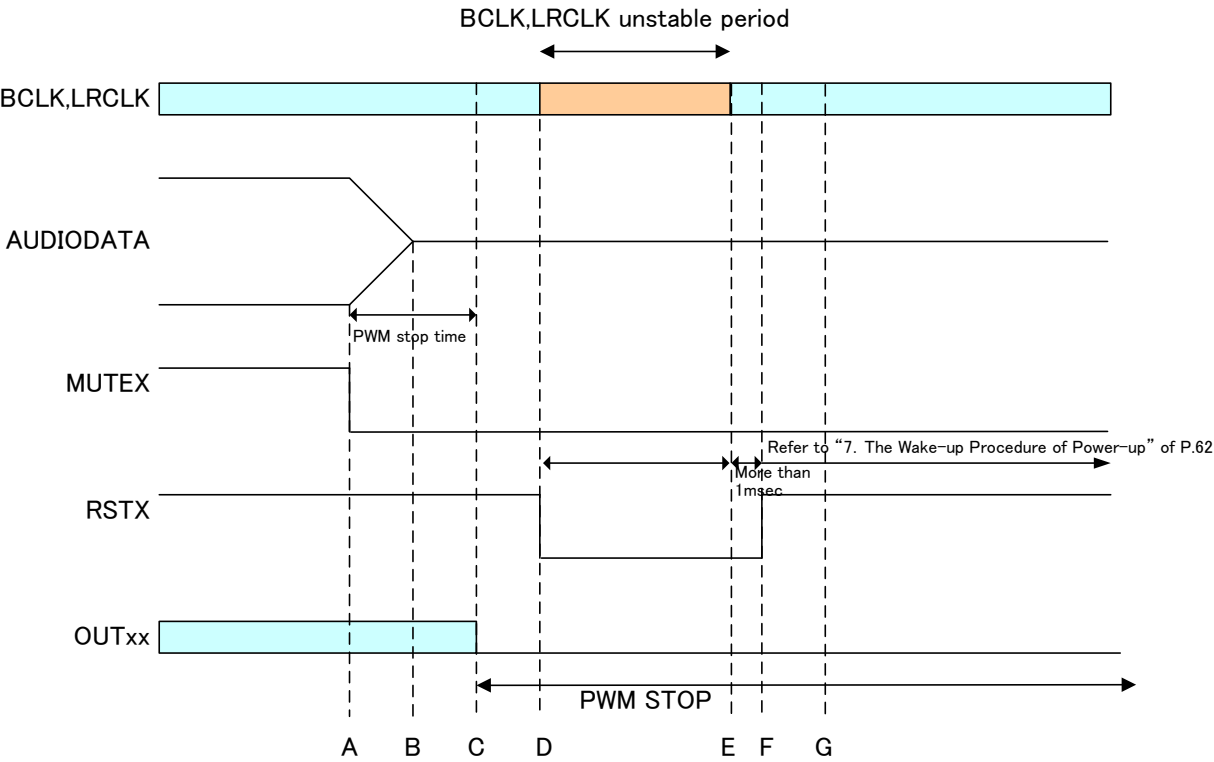 BCLK,LRCLK unstable period
BCLK,LRCLK
AUDIODATA
PWM stop time
MUTEX
Refer to “7. The Wake-up Procedure of Power-up” of P.62
More than
1msec
RSTX
OUTxx
PWM STOP
A B C D E F G